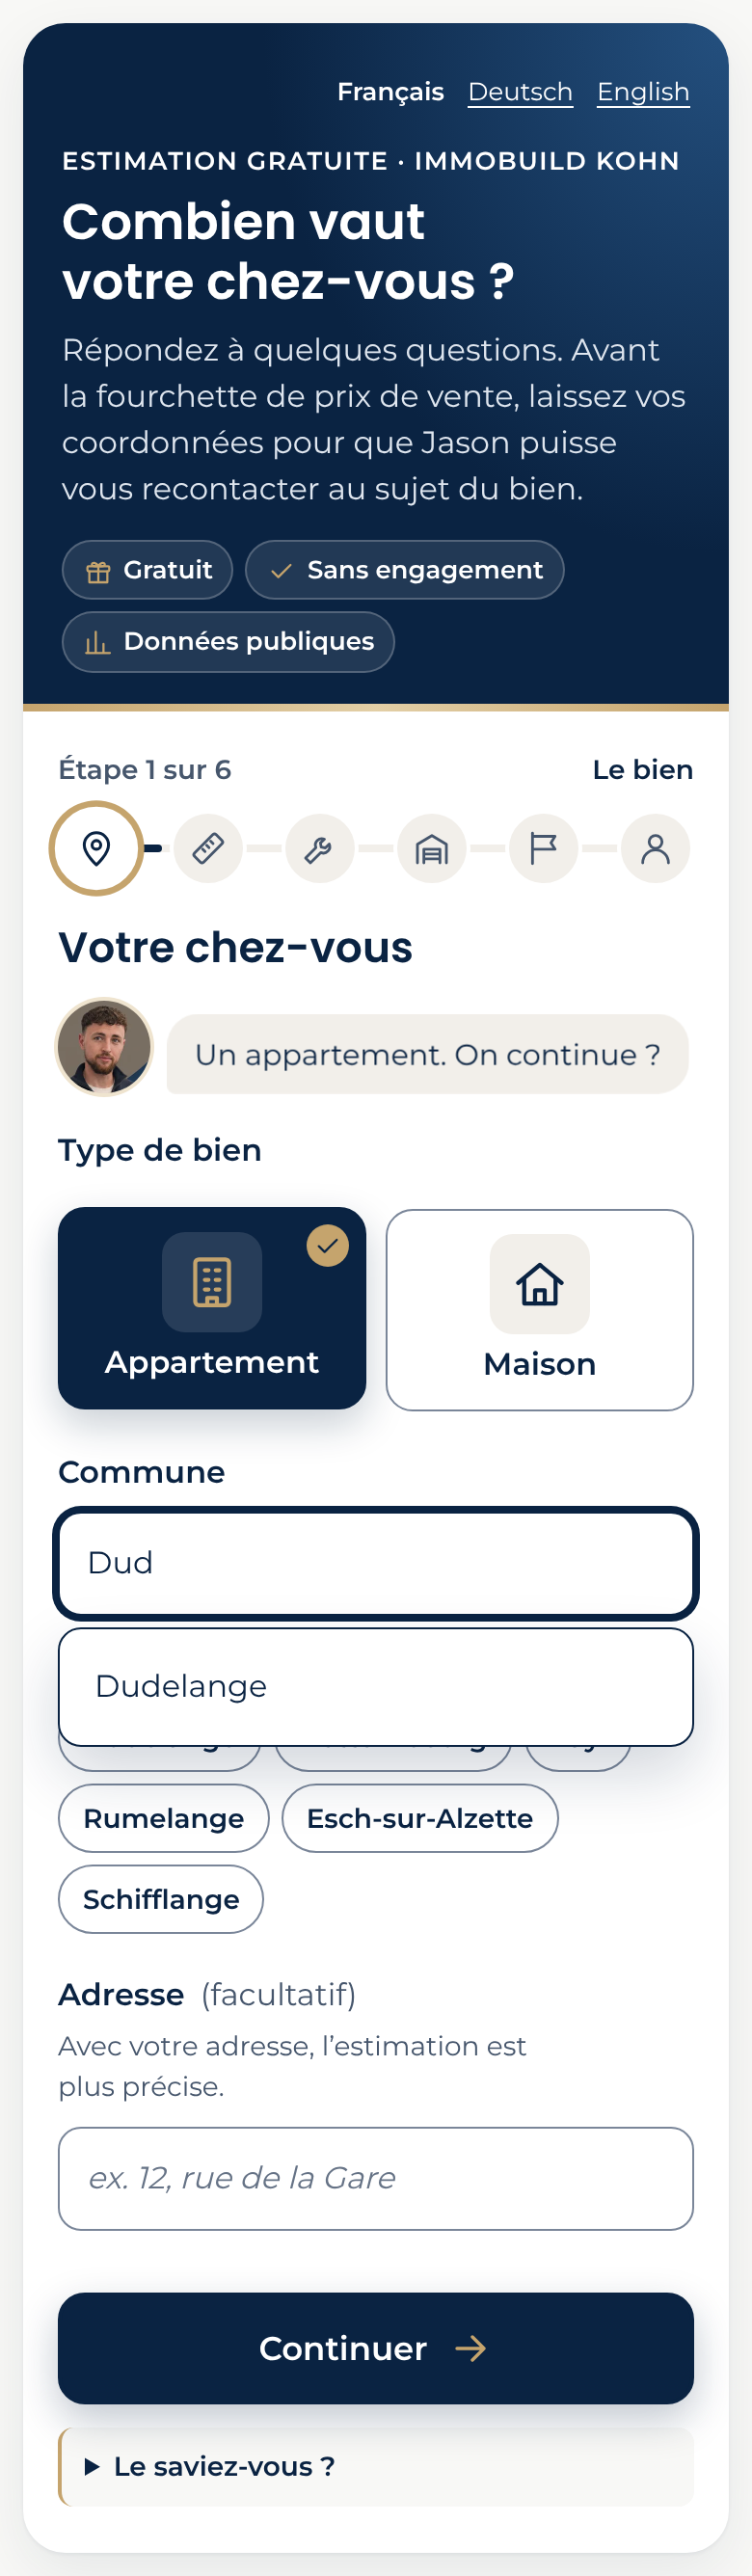 Français Deutsch English
ESTIMATION GRATUITE · IMMOBUILD KOHN
Combien vaut
votre chez-vous ?
Répondez à quelques questions. Avant
la fourchette de prix de vente, laissez vos
coordonnées pour que Jason puisse
vous recontacter au sujet du bien.
Gratuit
Sans engagement
Données publiques
Étape 1 sur 6
Le bien
Votre chez-vous
Un appartement. On continue ?
Type de bien
Appartement
Maison
Commune
Dud
Dudelange
Rumelange
Esch-sur-Alzette
Schifflange
Adresse (facultatif)
Avec votre adresse, l’estimation est
plus précise.
ex. 12, rue de la Gare
Continuer
Le saviez-vous ?